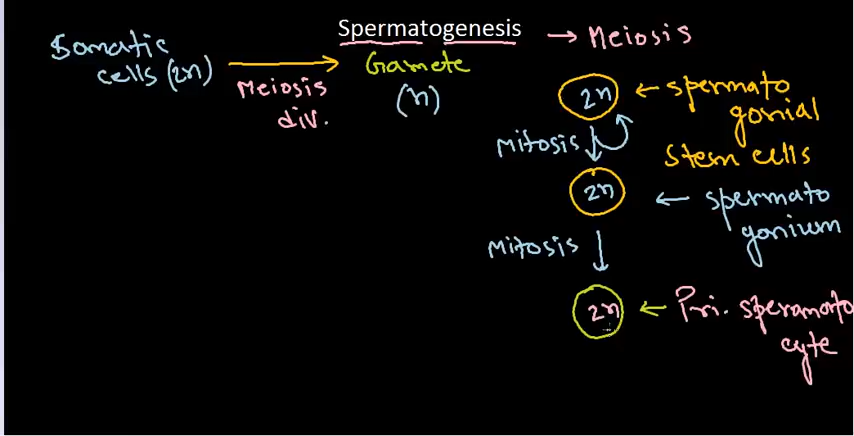 Spermatogenesis → Meiosis
Somatic
cells (2n)
Meiosis
div.
Gamete
(n)
2n ← spermato
gonial
stem cells
Mitosis
2n ← spermato
gonium
Mitosis
2n ← Pri. speramato
cyte